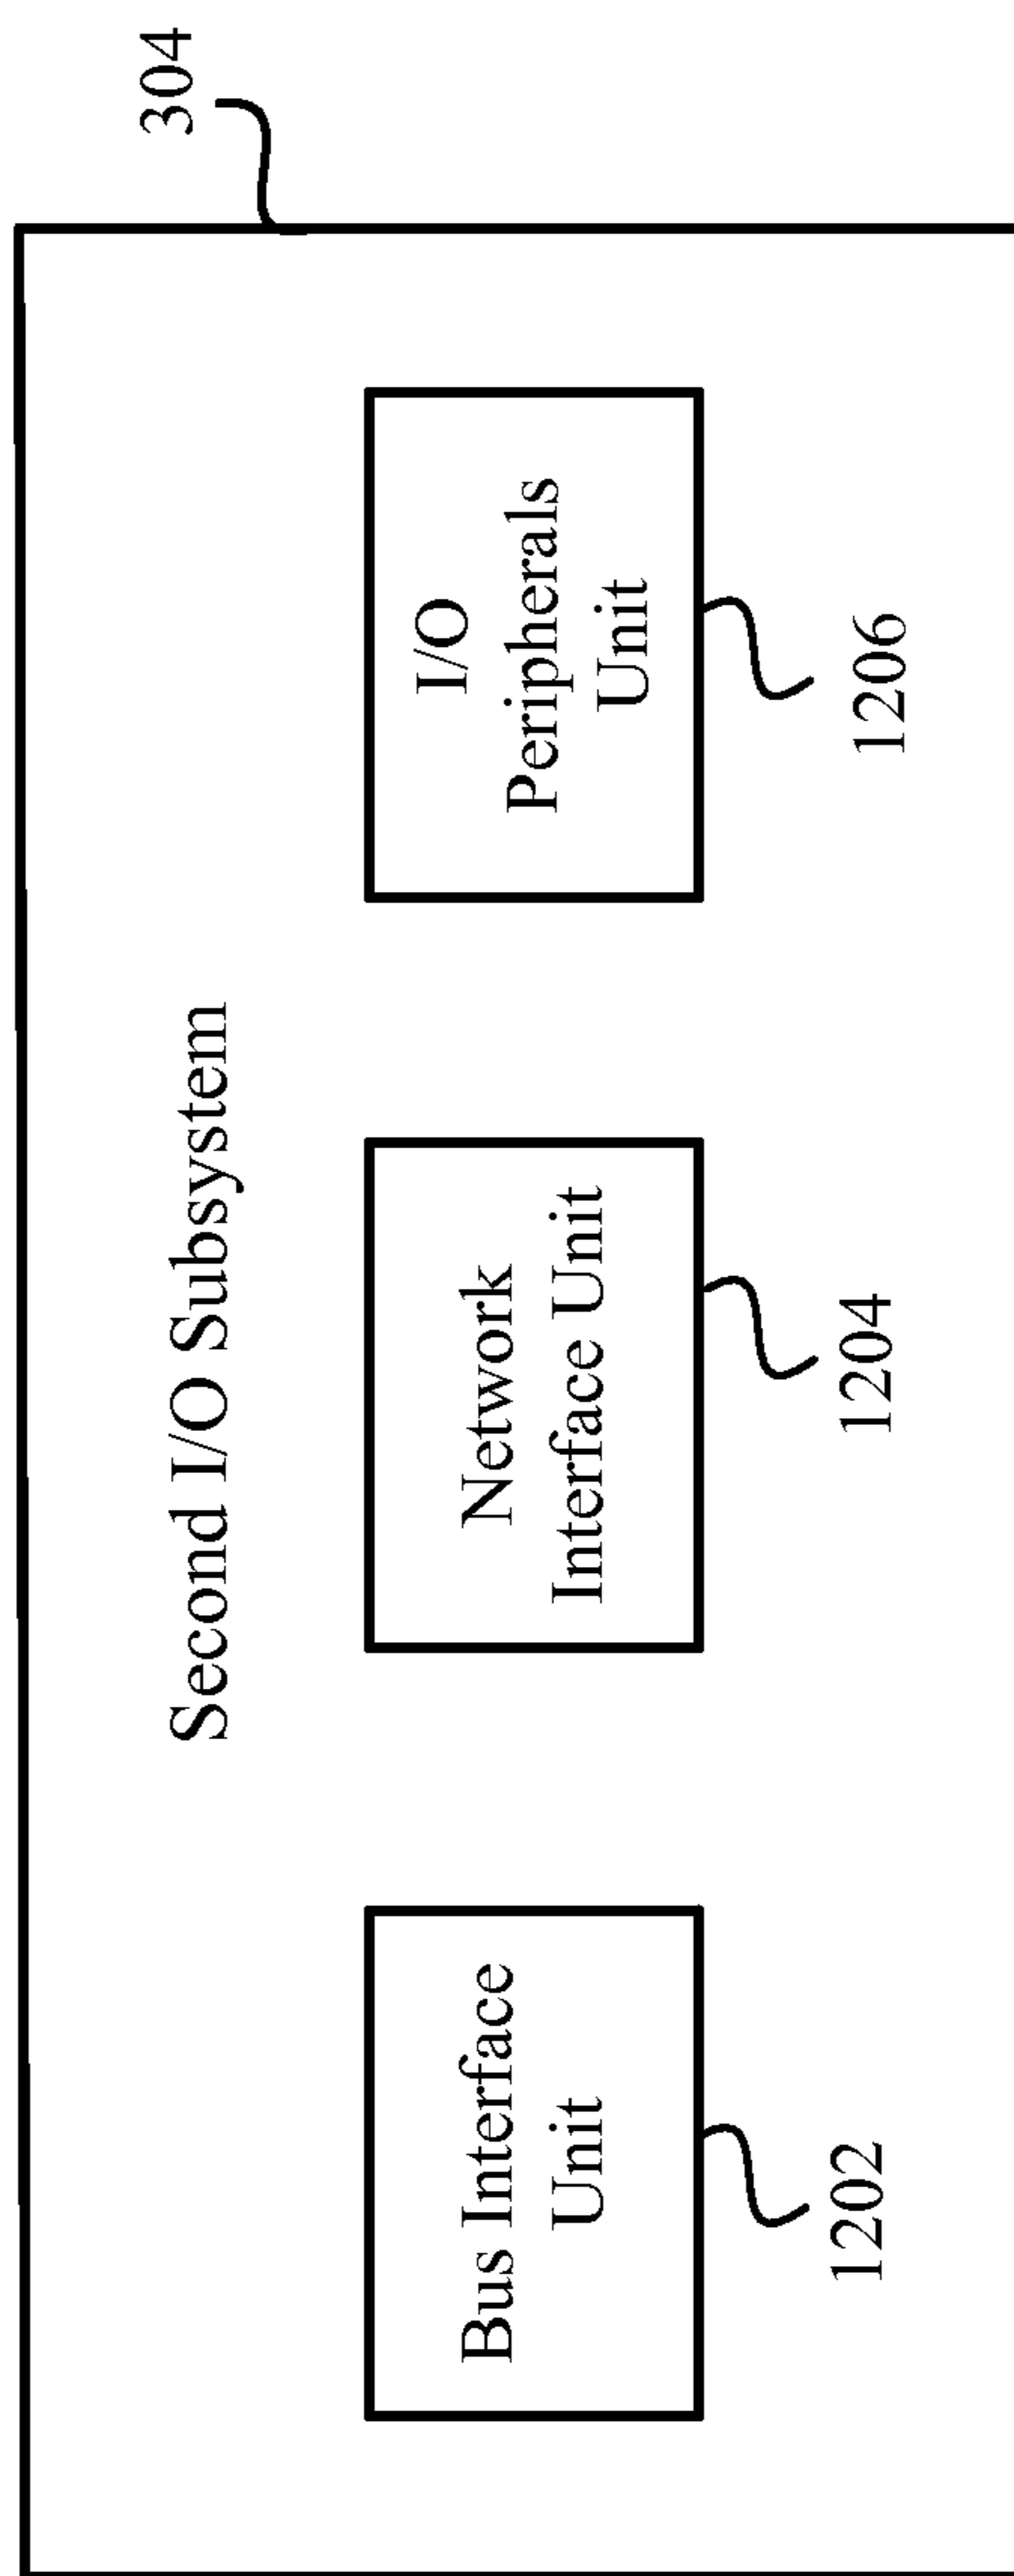 304
Second I/O Subsystem
Bus Interface
Unit
Network
Interface Unit
I/O
Peripherals
Unit
1202
1204
1206